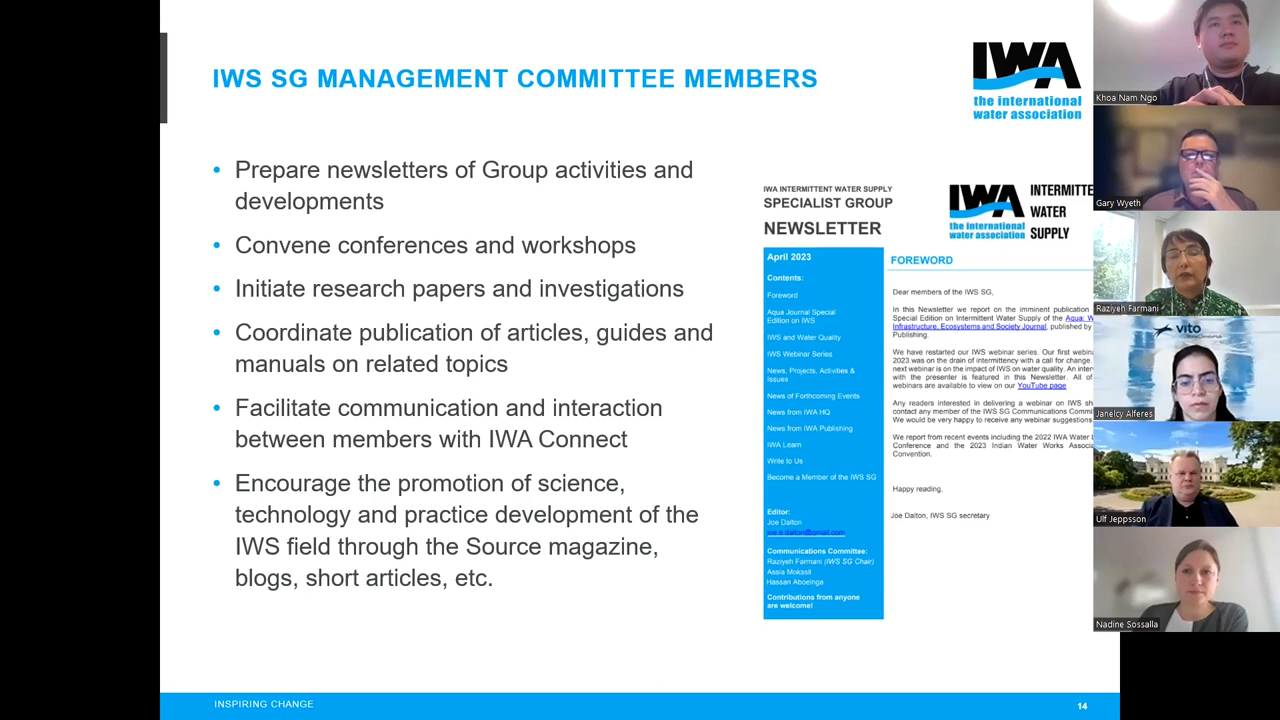 IWS SG MANAGEMENT COMMITTEE MEMBERS
IWA
the international
water association
• Prepare newsletters of Group activities and
developments
• Convene conferences and workshops
• Initiate research papers and investigations
• Coordinate publication of articles, guides and
manuals on related topics
• Facilitate communication and interaction
between members with IWA Connect
• Encourage the promotion of science,
technology and practice development of the
IWS field through the Source magazine,
blogs, short articles, etc.
IWA INTERMITTENT WATER SUPPLY
SPECIALIST GROUP
NEWSLETTER
IWA
the international
water association
INTERMITTE
WATER
SUPPLY
April 2023
Contents:
Foreword
Aqua Journal Special
Edition on IWS
IWS and Water Quality
IWS Webinar Series
News, Projects, Activities &
Issues
News of Forthcoming Events
News from IWA HQ
News from IWA Publishing
IWA Learn
Write to Us
Become a Member of the IWS SG
Editor:
Joe Dalton
joe.e.dalton@gmail.com
Communications Committee:
Raziyeh Farmani (IWS SG Chair)
Assia Mokssit
Hassan Aboelnga
Contributions from anyone
are welcome!
FOREWORD
Dear members of the IWS SG,
In this Newsletter we report on the imminent publication
Special Edition on Intermittent Water Supply of the Aqua: W
Infrastructure, Ecosystems and Society Journal, published by
Publishing.
We have restarted our IWS webinar series. Our first webin
2023 was on the drain of intermittency with a call for change.
next webinar is on the impact of IWS on water quality. An inter
with the presenter is featured in this Newsletter. All of
webinars are available to view on our YouTube page
Any readers interested in delivering a webinar on IWS sh
contact any member of the IWS SG Communications Commi
We would be very happy to receive any webinar suggestions
We report from recent events including the 2022 IWA Water
Conference and the 2023 Indian Water Works Associa
Convention.
Happy reading,
Joe Dalton, IWS SG secretary
INSPIRING CHANGE
14
Khoa Nam Ngo
Gary Wyeth
Raziyeh Farmani
vito
Janelcy Alferes
Ulf Jeppsson
Nadine Sossalla